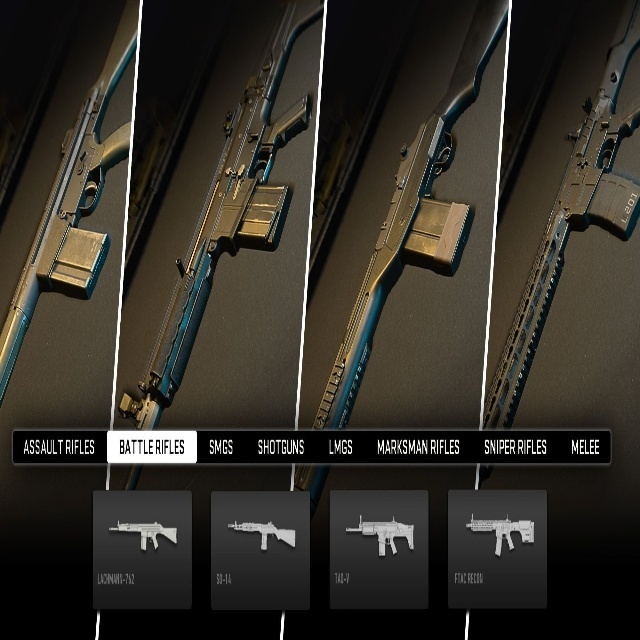 ASSAULT RIFLES BATTLE RIFLES SMGS SHOTGUNS LMGS MARKSMAN RIFLES SNIPER RIFLES MELEE
LACHMANN-762 SO-14 TAQ-V FTAC RECON